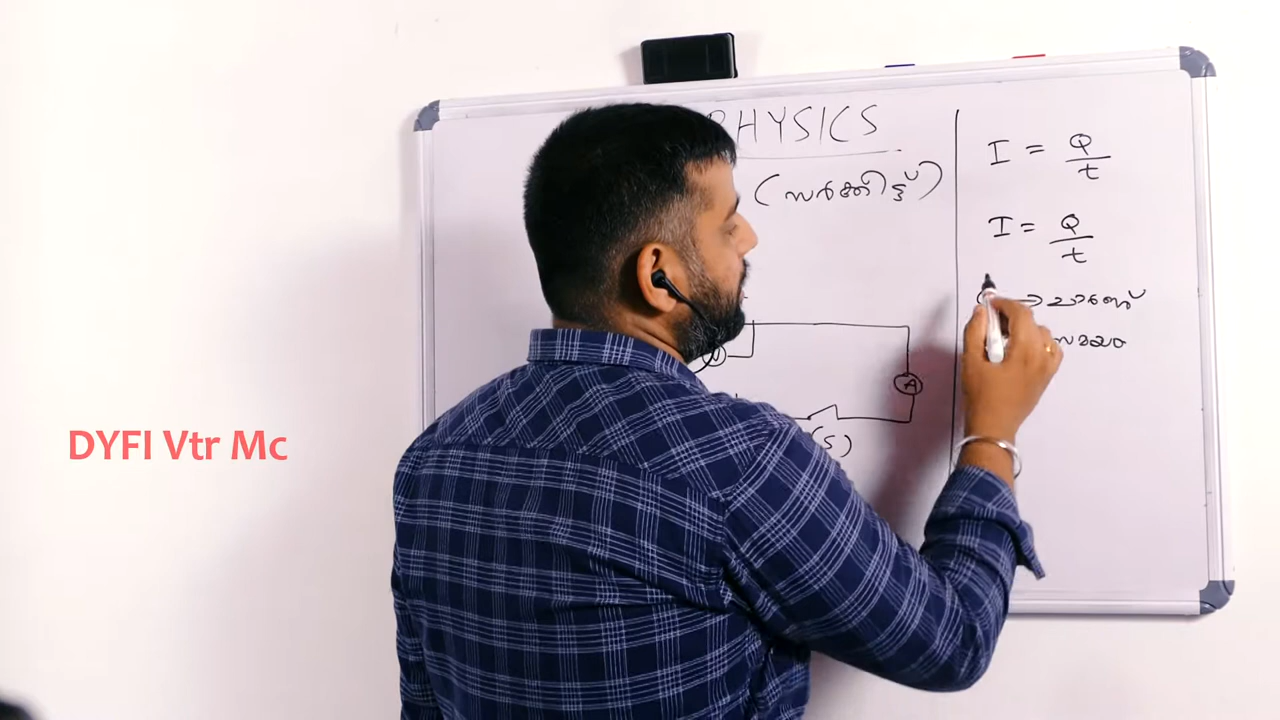 PHYSICS
(സർക്കീട്ട്)
A
(S)
I = Q/t
I = Q/t
→ ചാർജ്
സമയം
DYFI Vtr Mc